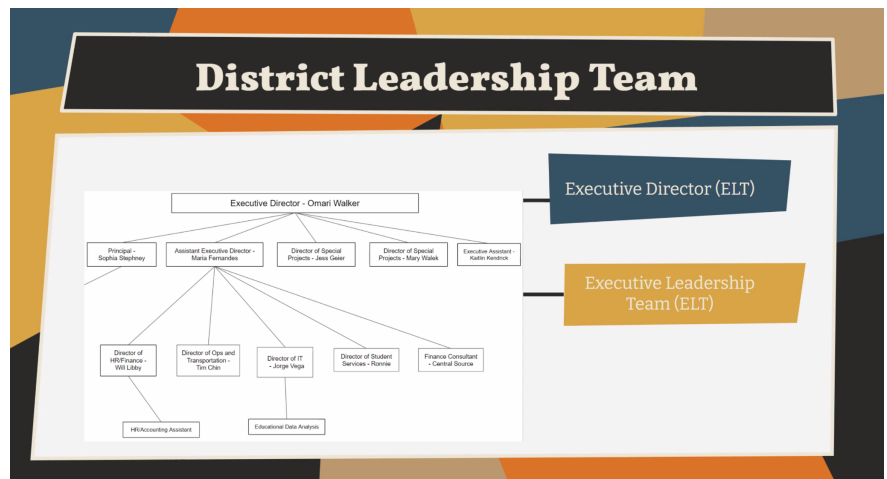 District Leadership Team
Executive Director (ELT)
Executive Director - Omari Walker
Principal -
Sophia Stephney
Assistant Executive Director -
Maria Fernandes
Director of Special
Projects - Jess Geier
Director of Special
Projects - Mary Walek
Executive Assistant -
Kaitlin Kendrick
Executive Leadership
Team (ELT)
Director of
HR/Finance -
Will Libby
Director of Ops and
Transportation -
Tim Chin
Director of IT
- Jorge Vega
Director of Student
Services - Ronnie
Finance Consultant
- Central Source
HR/Accounting Assistant
Educational Data Analysis